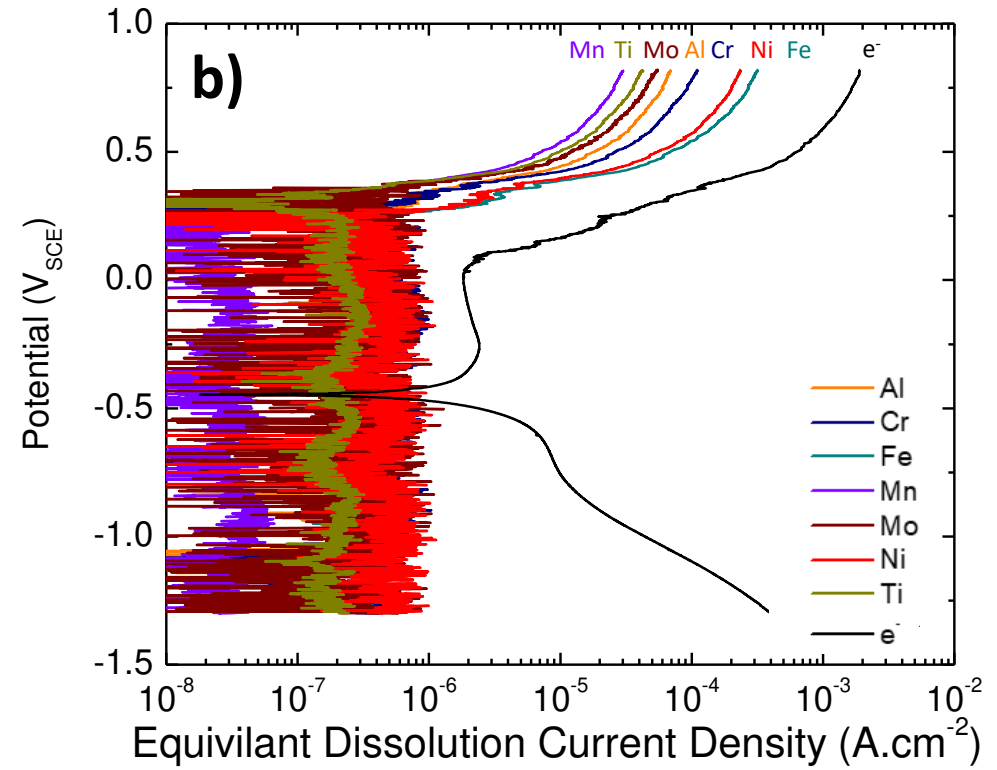 b)
Mn Ti Mo Al Cr Ni Fe e⁻
1.0
0.5
0.0
-0.5
-1.0
-1.5
Potential (V_SCE)
Al
Cr
Fe
Mn
Mo
Ni
Ti
e⁻
10⁻⁸ 10⁻⁷ 10⁻⁶ 10⁻⁵ 10⁻⁴ 10⁻³ 10⁻²
Equivilant Dissolution Current Density (A.cm⁻²)